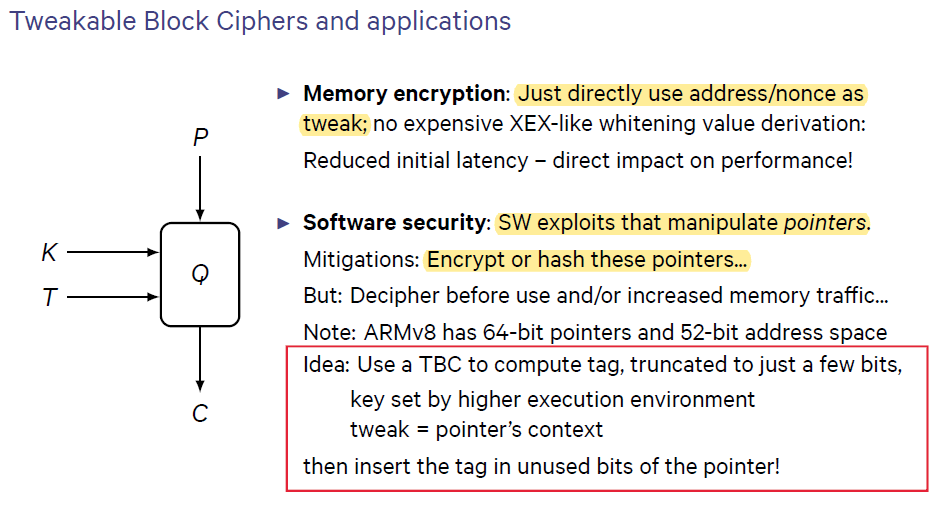 Tweakable Block Ciphers and applications
► Memory encryption: Just directly use address/nonce as
tweak; no expensive XEX-like whitening value derivation:
Reduced initial latency – direct impact on performance!
► Software security: SW exploits that manipulate pointers.
Mitigations: Encrypt or hash these pointers...
But: Decipher before use and/or increased memory traffic...
Note: ARMv8 has 64-bit pointers and 52-bit address space
Idea: Use a TBC to compute tag, truncated to just a few bits,
key set by higher execution environment
tweak = pointer's context
then insert the tag in unused bits of the pointer!
P
K
Q
T
C